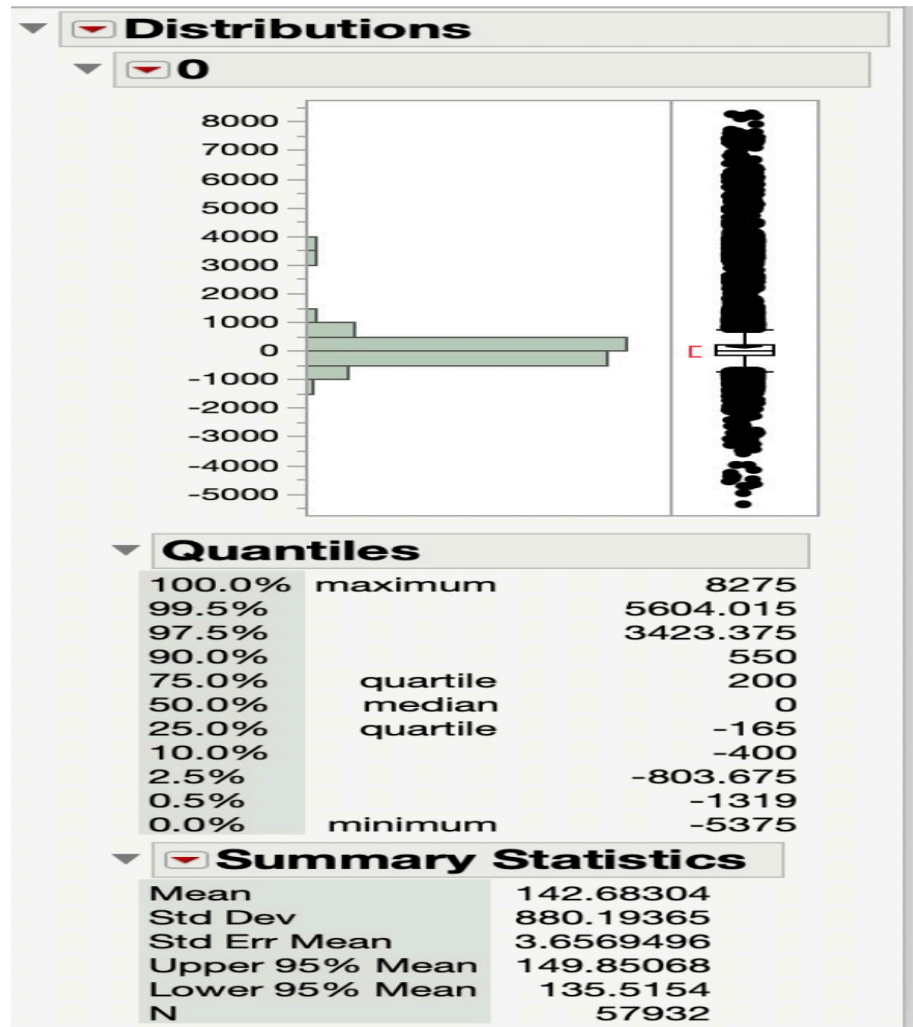 Distributions
0
8000
7000
6000
5000
4000
3000
2000
1000
0
-1000
-2000
-3000
-4000
-5000
Quantiles
100.0% maximum 8275
99.5% 5604.015
97.5% 3423.375
90.0% 550
75.0% quartile 200
50.0% median 0
25.0% quartile -165
10.0% -400
2.5% -803.675
0.5% -1319
0.0% minimum -5375
Summary Statistics
Mean 142.68304
Std Dev 880.19365
Std Err Mean 3.6569496
Upper 95% Mean 149.85068
Lower 95% Mean 135.5154
N 57932